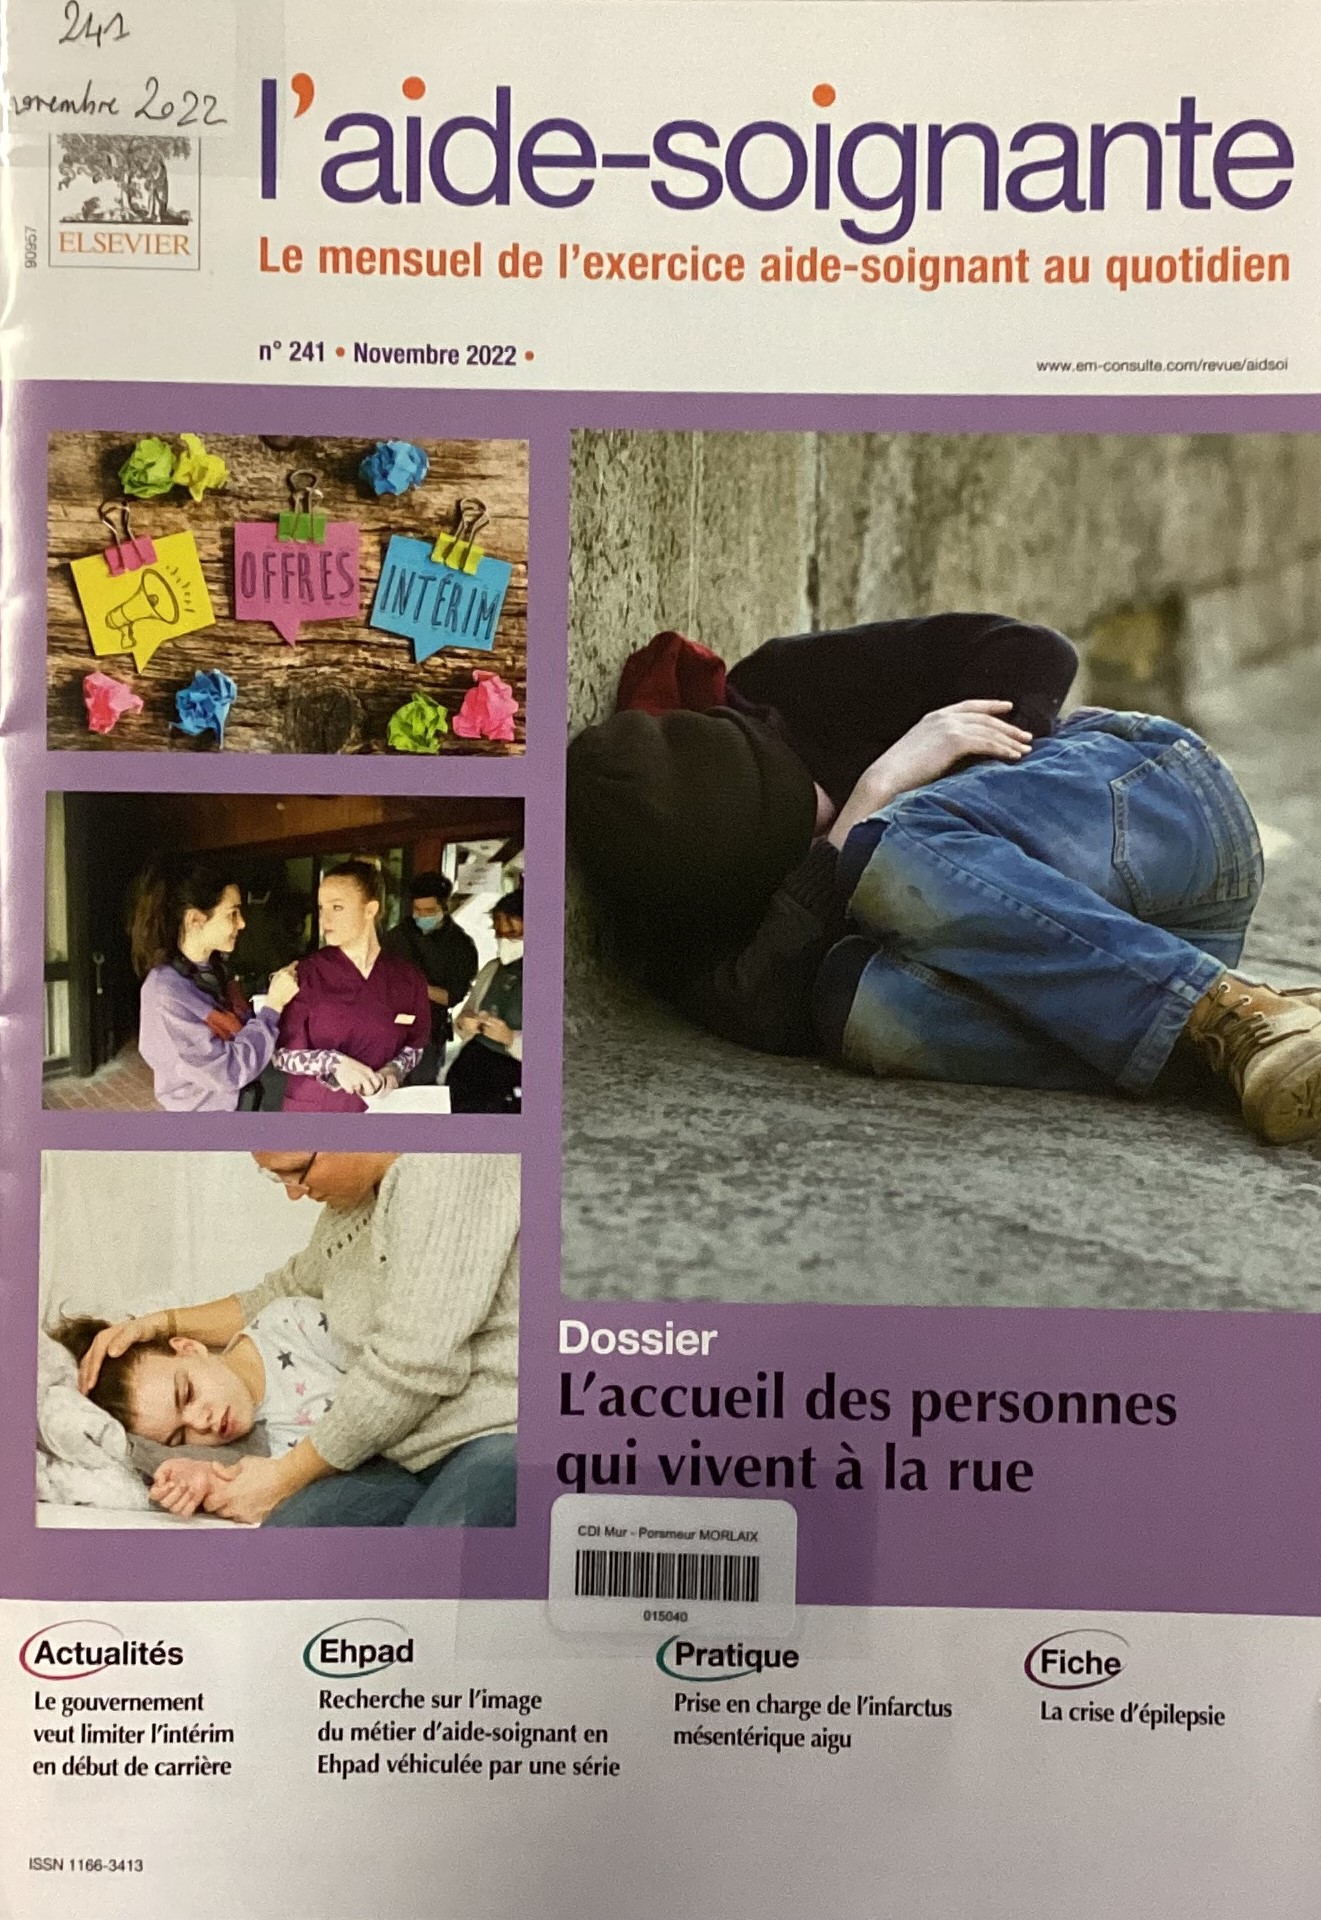 241
novembre 2022
l'aide-soignante
ELSEVIER
90957
Le mensuel de l'exercice aide-soignant au quotidien
n° 241 • Novembre 2022 •
www.em-consulte.com/revue/aidsoi
OFFRES
INTÉRIM
Dossier
L'accueil des personnes
qui vivent à la rue
CDI Mur - Porsmeur MORLAIX
015040
Actualités
Le gouvernement
veut limiter l'intérim
en début de carrière
Ehpad
Recherche sur l'image
du métier d'aide-soignant en
Ehpad véhiculée par une série
Pratique
Prise en charge de l'infarctus
mésentérique aigu
Fiche
La crise d'épilepsie
ISSN 1166-3413